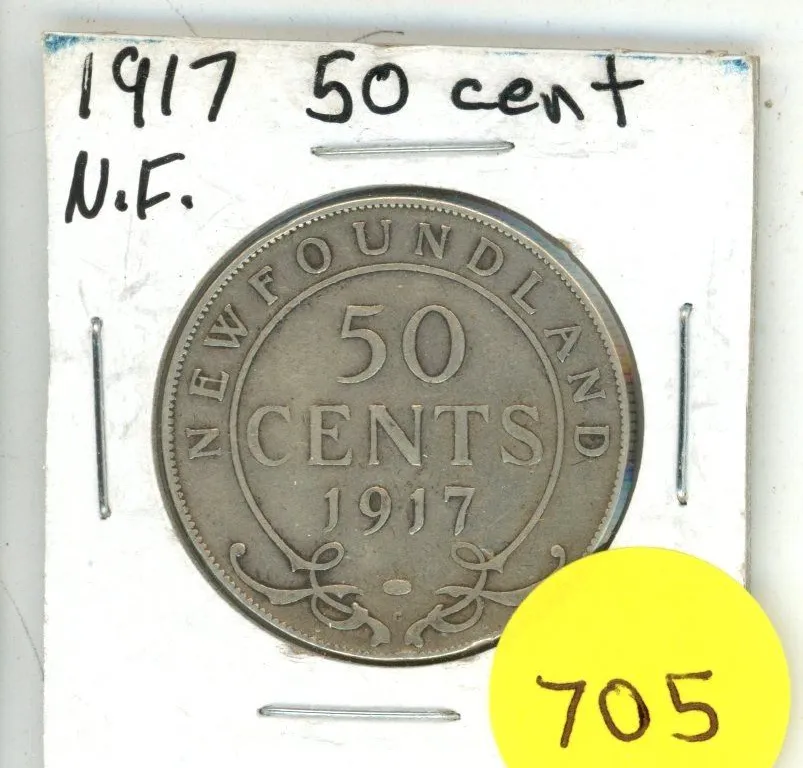 1917 50 cent
N.F.
NEWFOUNDLAND
50
CENTS
1917
705